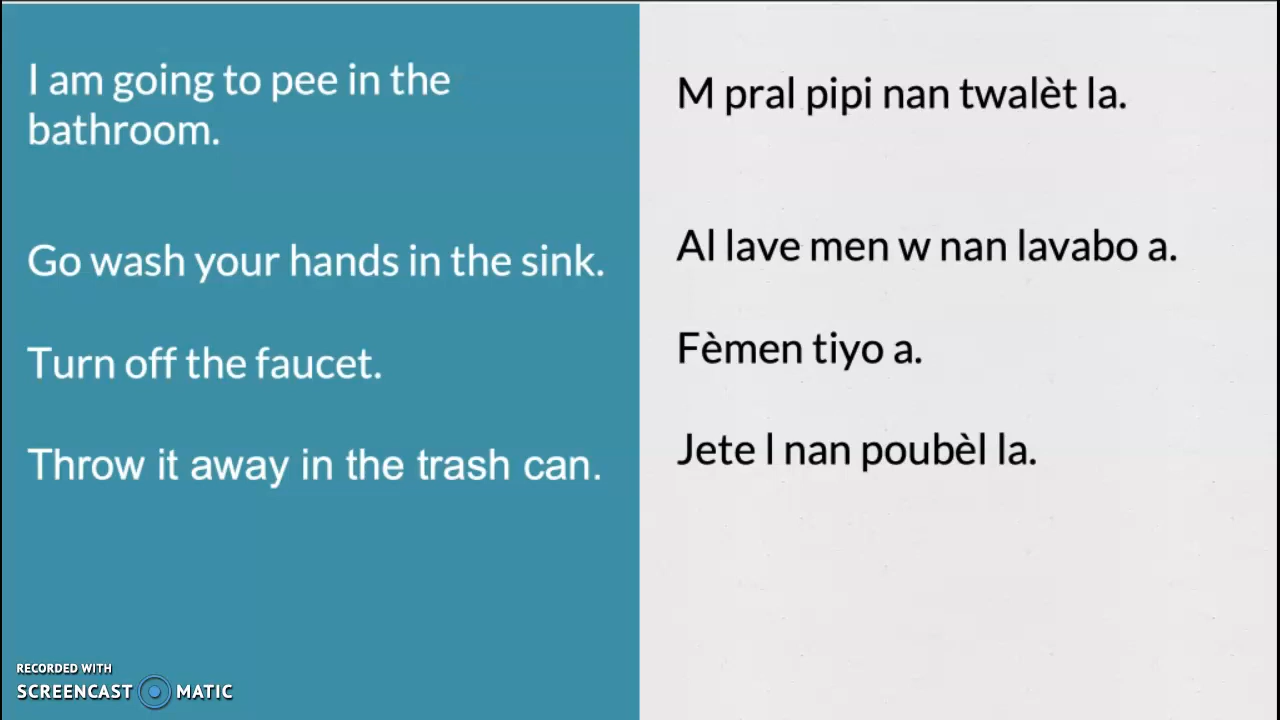 I am going to pee in the
bathroom.
Go wash your hands in the sink.
Turn off the faucet.
Throw it away in the trash can.
M pral pipi nan twalèt la.
Al lave men w nan lavabo a.
Fèmen tiyo a.
Jete l nan poubèl la.
RECORDED WITH
SCREENCAST MATIC